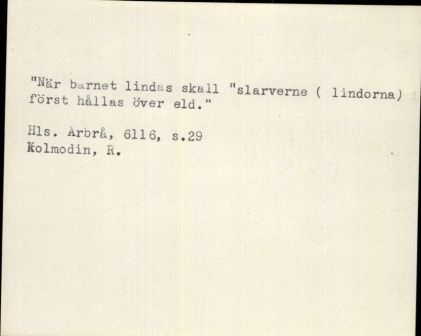 "När barnet lindas skall "slarverne ( lindorna)
först hållas över eld."
Hls. Arbrå, 6116, s.29
Kolmodin, R.